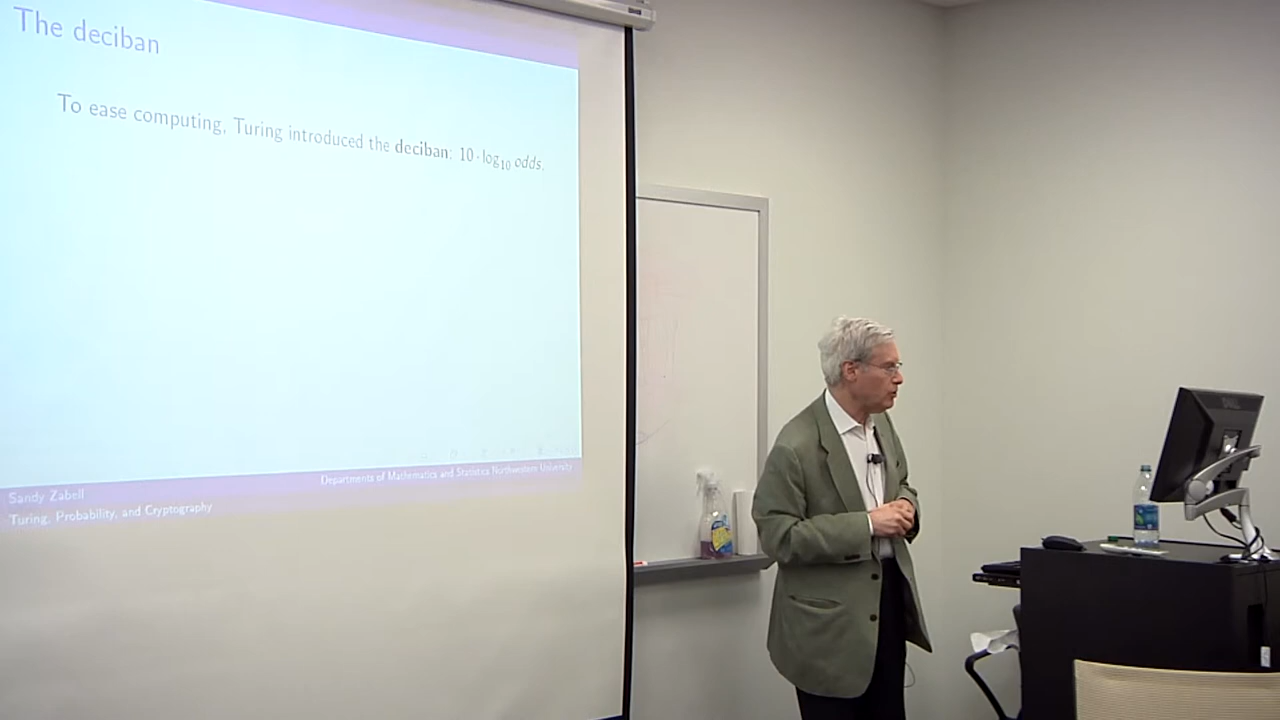 The deciban
To ease computing, Turing introduced the deciban: 10 · log₁₀ odds.
Departments of Mathematics and Statistics Northwestern University
Sandy Zabell
Turing, Probability, and Cryptography
DELL